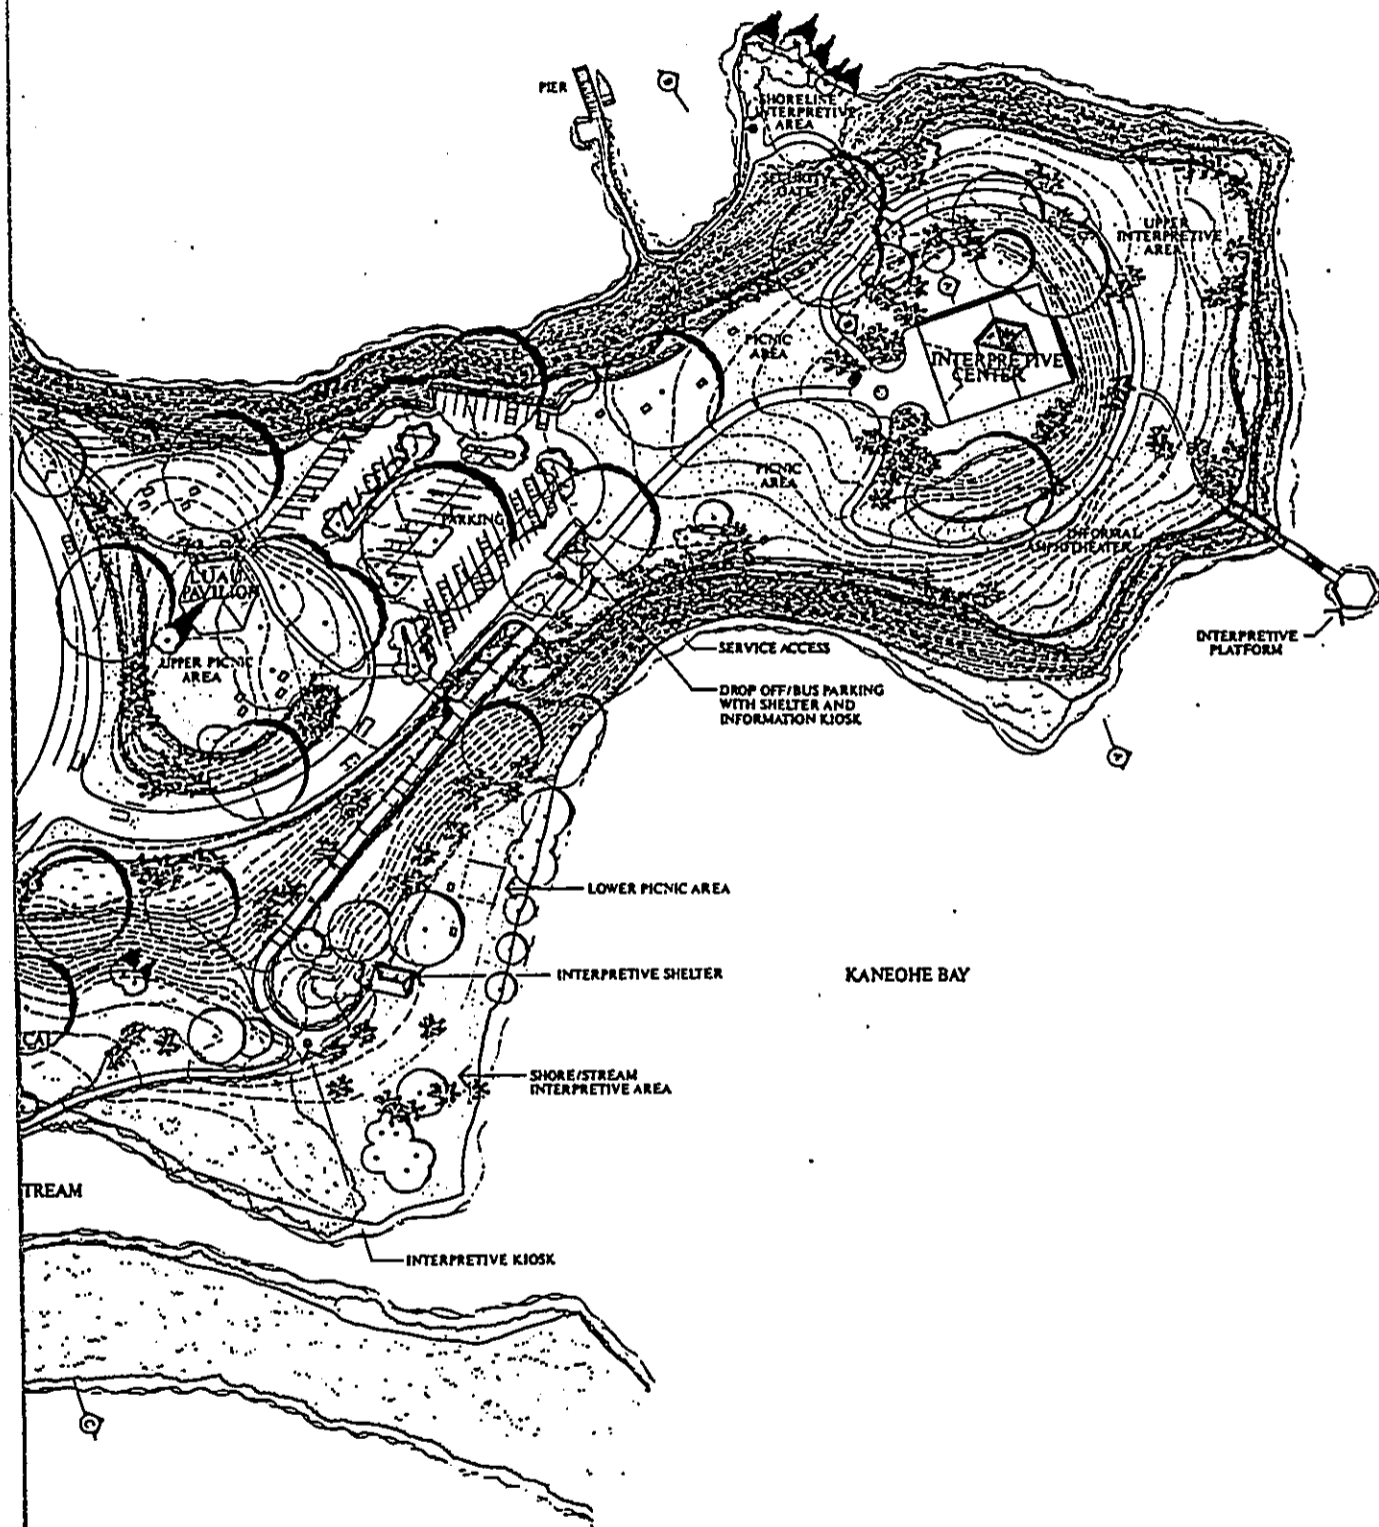 PIER
SHORELINE
INTERPRETIVE
AREA
SECURITY
GATE
UPPER
INTERPRETIVE
AREA
PICNIC
AREA
INTERPRETIVE
CENTER
PICNIC
AREA
PARKING
INFORMAL
AMPHITHEATER
LUAU
PAVILION
INTERPRETIVE
PLATFORM
SERVICE ACCESS
UPPER PICNIC
AREA
DROP OFF/BUS PARKING
WITH SHELTER AND
INFORMATION KIOSK
LOWER PICNIC AREA
INTERPRETIVE SHELTER
KANEOHE BAY
CAL
SHORE/STREAM
INTERPRETIVE AREA
TREAM
INTERPRETIVE KIOSK
C